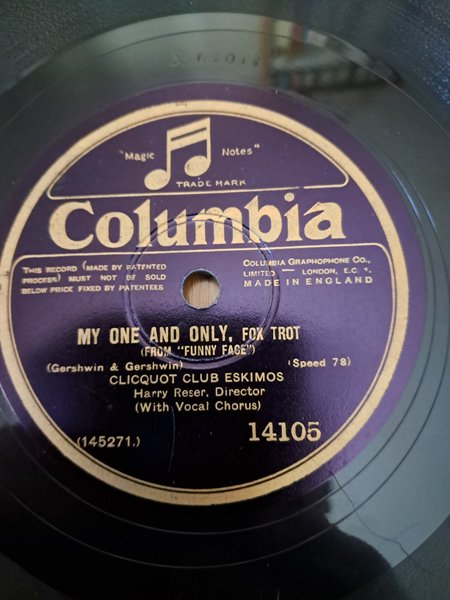 "Magic Notes"
TRADE MARK
Columbia
THIS RECORD (MADE BY PATENTED
PROCESS) MUST NOT BE SOLD
BELOW PRICE FIXED BY PATENTEES
COLUMBIA GRAPHOPHONE CO.,
LIMITED — LONDON, E.C. 1.
MADE IN ENGLAND
MY ONE AND ONLY, FOX TROT
(FROM "FUNNY FACE")
(Gershwin & Gershwin) (Speed 78)
CLICQUOT CLUB ESKIMOS
Harry Reser, Director
(With Vocal Chorus)
(145271.) 14105